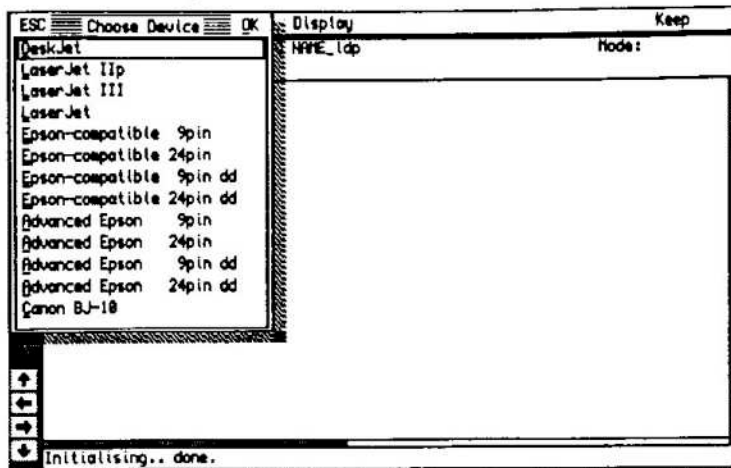 ESC Choose Device OK
DeskJet
LaserJet IIp
LaserJet III
LaserJet
Epson-compatible 9pin
Epson-compatible 24pin
Epson-compatible 9pin dd
Epson-compatible 24pin dd
Advanced Epson 9pin
Advanced Epson 24pin
Advanced Epson 9pin dd
Advanced Epson 24pin dd
Canon BJ-10
Display Keep
NAME_ldp Mode:
Initialising.. done.